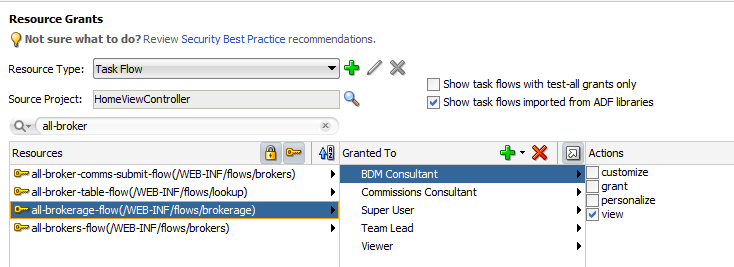 Resource Grants
Not sure what to do? Review Security Best Practice recommendations.
Resource Type: Task Flow
Show task flows with test-all grants only
Source Project: HomeViewController
Show task flows imported from ADF libraries
all-broker
Resources Granted To Actions
all-broker-comms-submit-flow(/WEB-INF/flows/brokers) BDM Consultant customize
all-broker-table-flow(/WEB-INF/flows/lookup) Commissions Consultant grant
all-brokerage-flow(/WEB-INF/flows/brokerage) Super User personalize
all-brokers-flow(/WEB-INF/flows/brokers) Team Lead view
Viewer